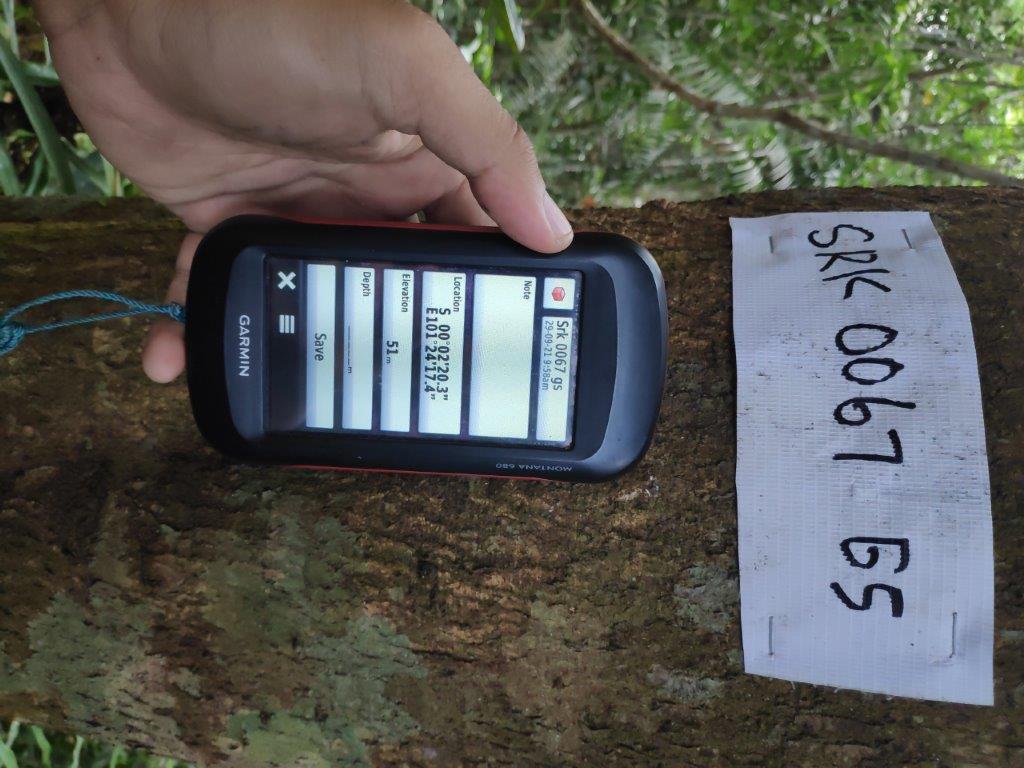 SRK 0067 GS
MONTANA 680
Srk 0067 gs
29-09-21 9:58am
Note
Location
S 00°02'20.3"
E101°24'17.4"
Elevation
51m
Depth
_____m
Save
GARMIN